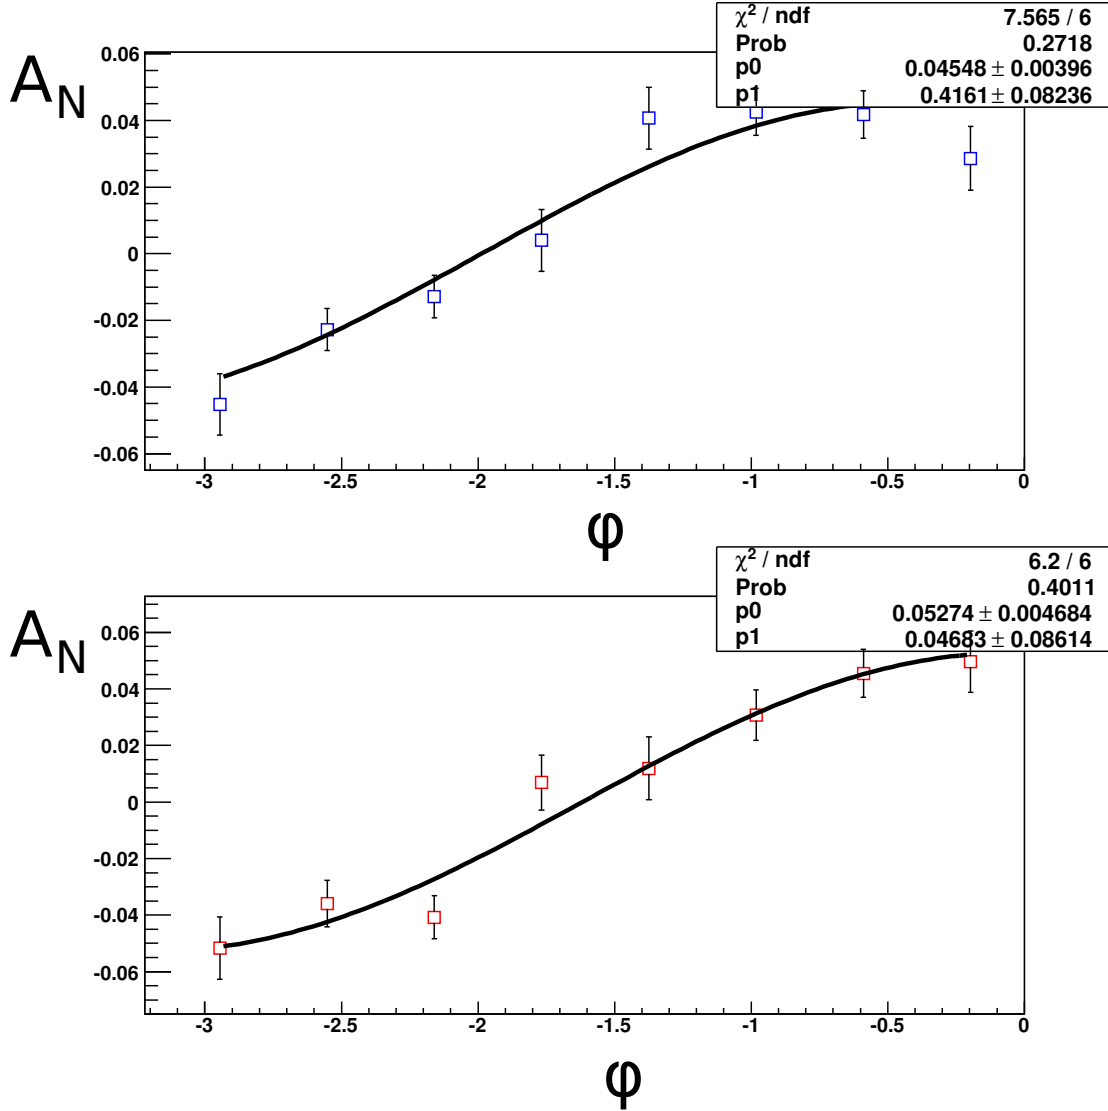 χ² / ndf 7.565 / 6
Prob 0.2718
p0 0.04548 ± 0.00396
p1 0.4161 ± 0.08236
A_N
0.06
0.04
0.02
0
-0.02
-0.04
-0.06
-3 -2.5 -2 -1.5 -1 -0.5 0
φ
χ² / ndf 6.2 / 6
Prob 0.4011
p0 0.05274 ± 0.004684
p1 0.04683 ± 0.08614
A_N
0.06
0.04
0.02
0
-0.02
-0.04
-0.06
-3 -2.5 -2 -1.5 -1 -0.5 0
φ